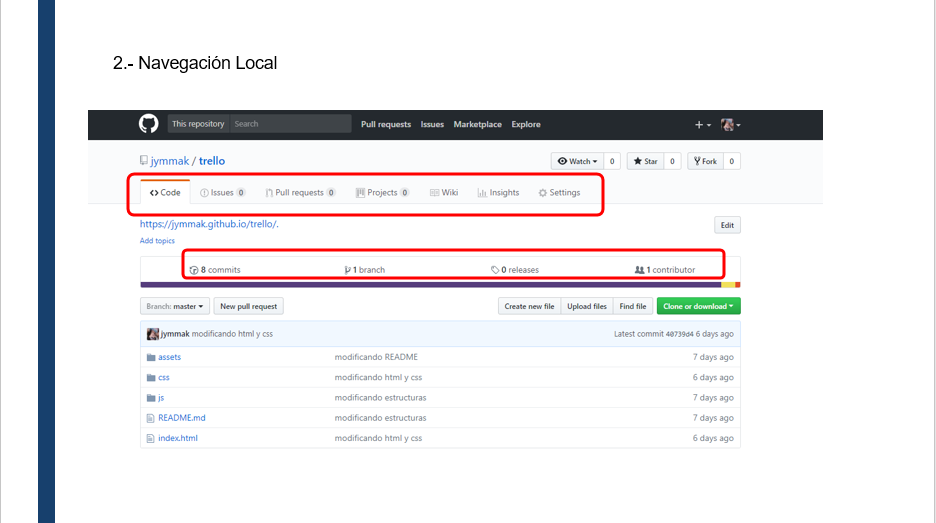 2.- Navegación Local
This repository Search Pull requests Issues Marketplace Explore
jymmak / trello Watch 0 Star 0 Fork 0
Code Issues 0 Pull requests 0 Projects 0 Wiki Insights Settings
https://jymmak.github.io/trello/. Edit
Add topics
8 commits 1 branch 0 releases 1 contributor
Branch: master New pull request Create new file Upload files Find file Clone or download
jymmak modificando html y css Latest commit 40739d4 6 days ago
assets modificando README 7 days ago
css modificando html y css 6 days ago
js modificando estructuras 7 days ago
README.md modificando estructuras 7 days ago
index.html modificando html y css 6 days ago